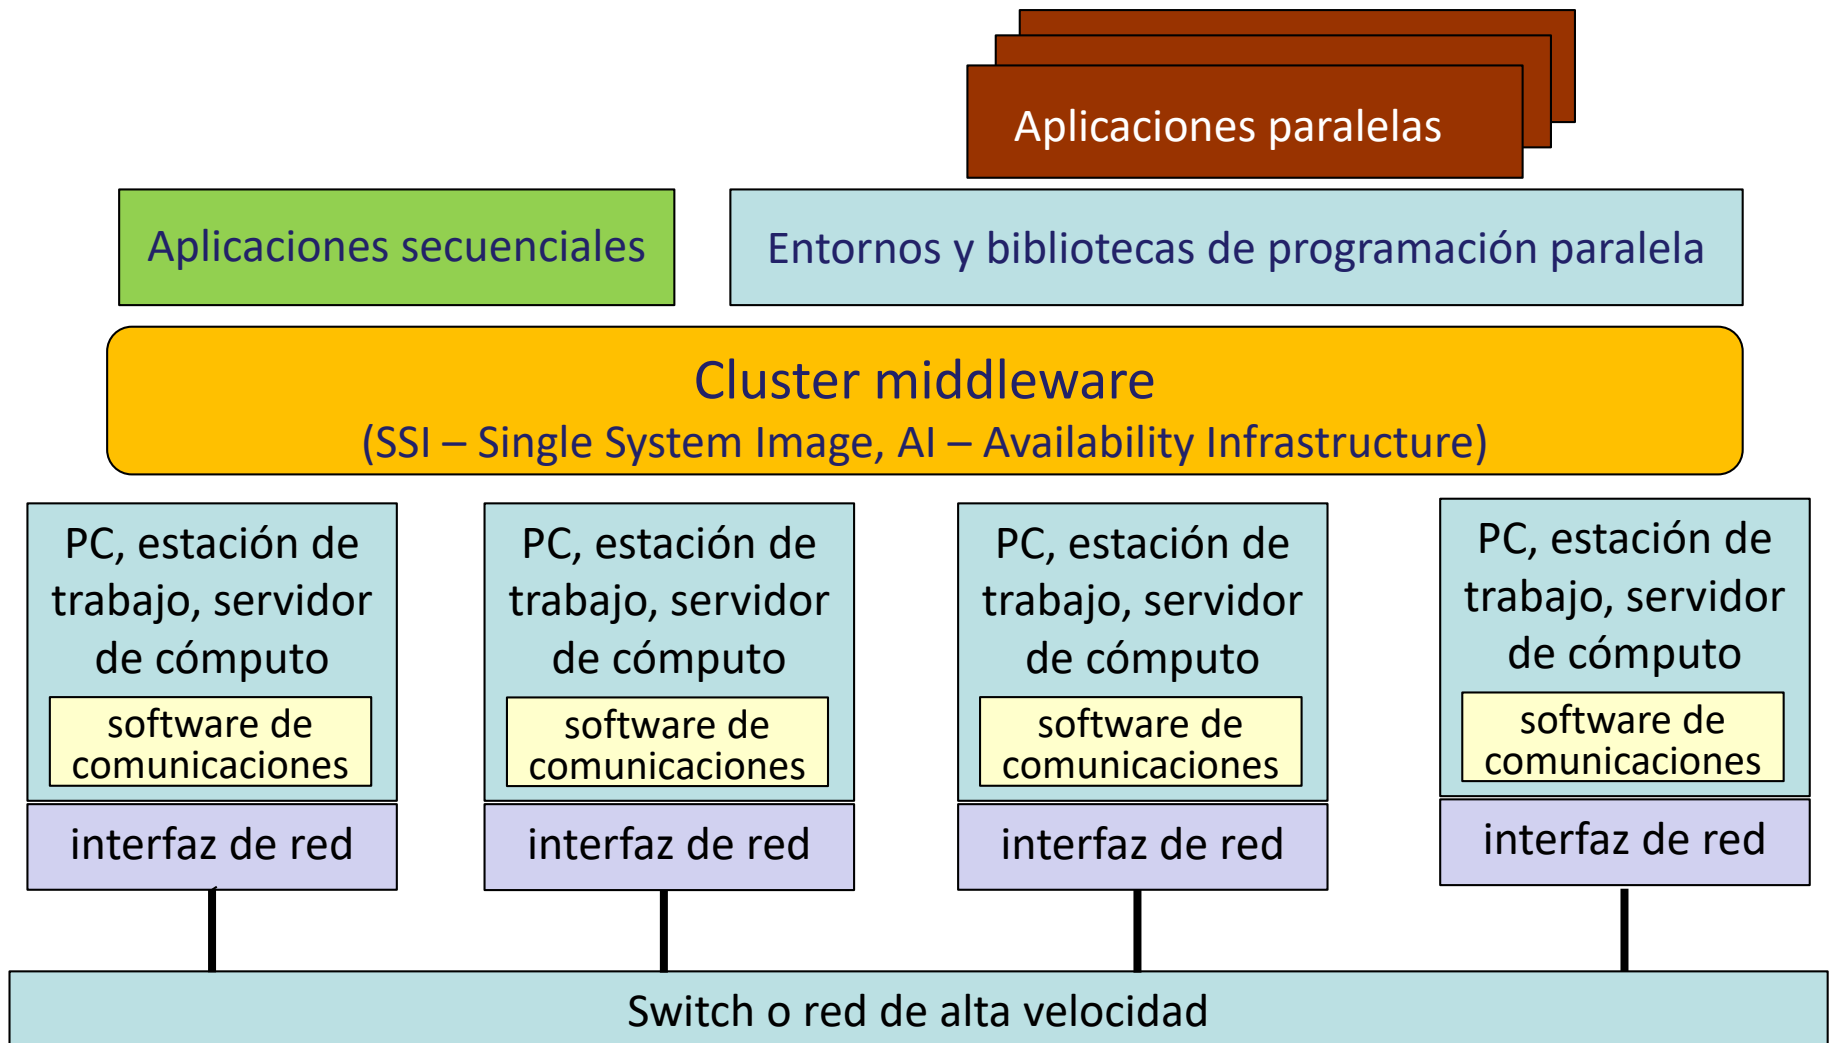 Aplicaciones paralelas
Aplicaciones secuenciales
Entornos y bibliotecas de programación paralela
Cluster middleware
(SSI – Single System Image, AI – Availability Infrastructure)
PC, estación de
trabajo, servidor
de cómputo
software de
comunicaciones
interfaz de red
PC, estación de
trabajo, servidor
de cómputo
software de
comunicaciones
interfaz de red
PC, estación de
trabajo, servidor
de cómputo
software de
comunicaciones
interfaz de red
PC, estación de
trabajo, servidor
de cómputo
software de
comunicaciones
interfaz de red
Switch o red de alta velocidad